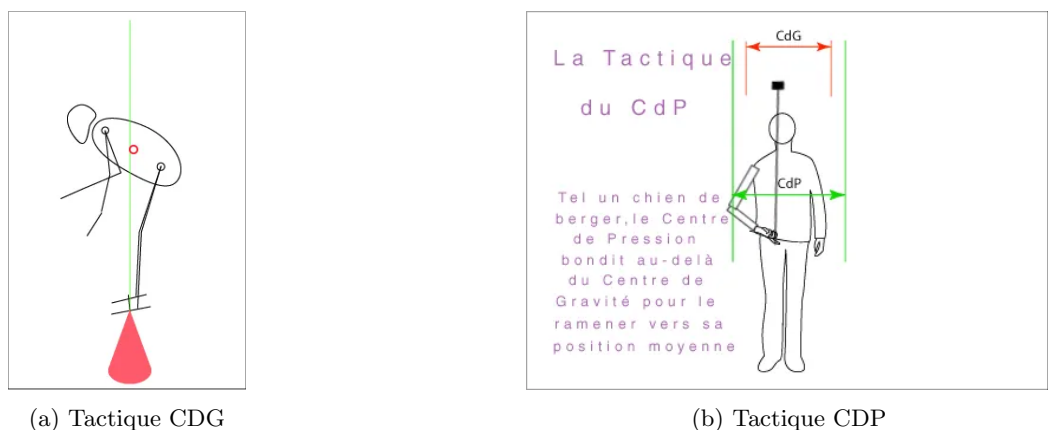 CdG
La Tactique
du CdP
CdP
Tel un chien de
berger,le Centre
de Pression
bondit au-delà
du Centre de
Gravité pour le
ramener vers sa
position moyenne
(a) Tactique CDG
(b) Tactique CDP